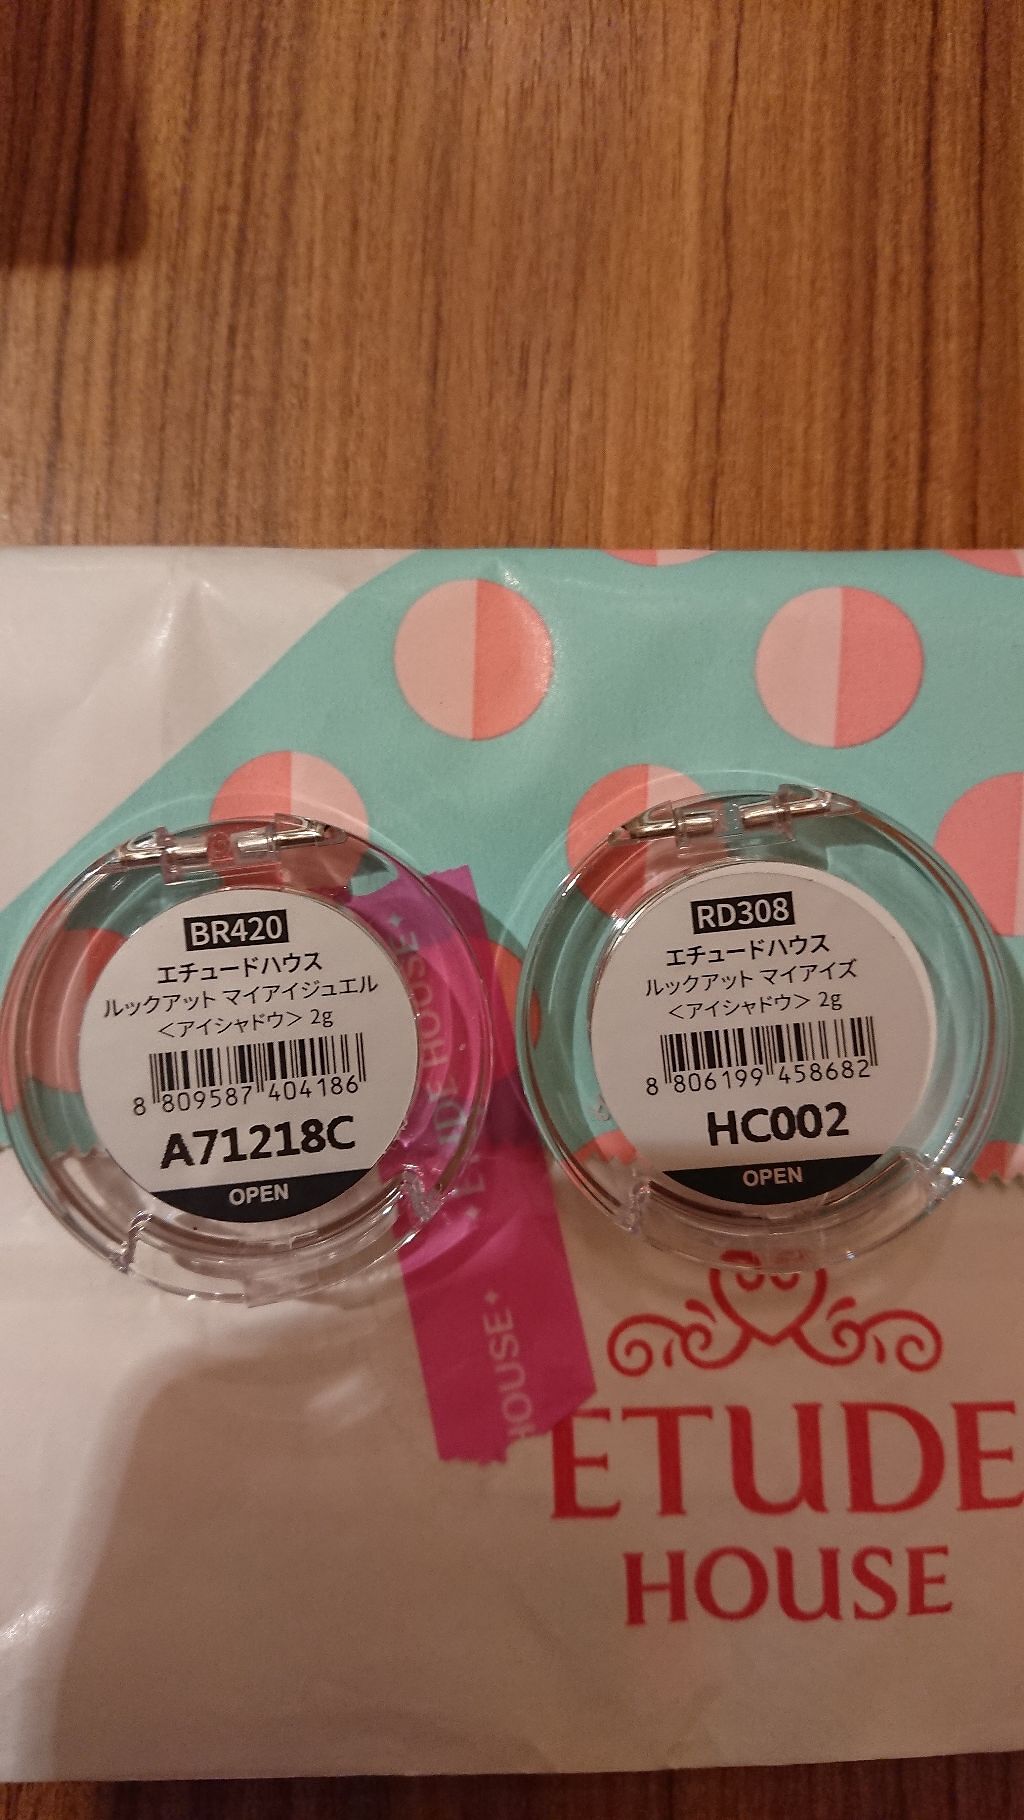 BR420
エチュードハウス
ルックアット マイアイジュエル
＜アイシャドウ＞ 2g
8 809587 404186
A71218C
OPEN
RD308
エチュードハウス
ルックアット マイアイズ
＜アイシャドウ＞ 2g
8 806199 458682
HC002
OPEN
HOUSE
HOUSE
ETUDE
HOUSE